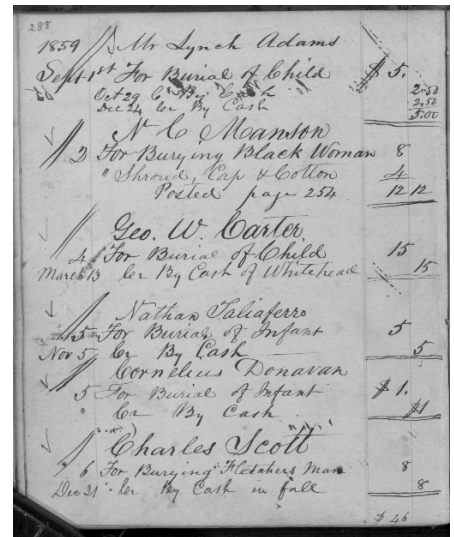 288
1859 Mr Lynch Adams
Sept 1st For Burial of Child $ 5.
Oct 29 Cr By Cash 2.50
Dec 24 Cr By Cash 2.50
5.00
N C Manson
2 For Burying Black Woman 8
" Shroud, Cap & Cotton 4
Posted page 254 12 12
Geo. W. Carter
4 For Burial of Child 15
March 13 Cr By Cash of Whitehead 15
Nathan Taliaferro
5 For Burial of Infant 5
Nov 5 Cr By Cash 5
Cornelius Donavan
5 For Burial of Infant $ 1.
" Cr By Cash $1
Charles Scott
6 For Burying Fletchers Man 8
Dec 31 Cr By Cash in full 8
$ 46